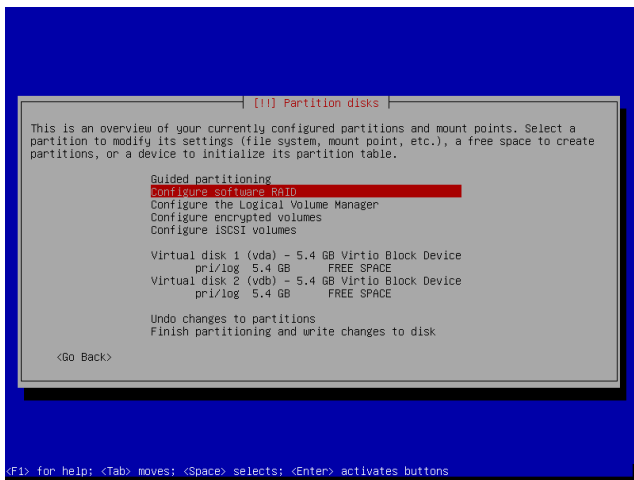 [!!] Partition disks
This is an overview of your currently configured partitions and mount points. Select a
partition to modify its settings (file system, mount point, etc.), a free space to create
partitions, or a device to initialize its partition table.
Guided partitioning
Configure software RAID
Configure the Logical Volume Manager
Configure encrypted volumes
Configure iSCSI volumes
Virtual disk 1 (vda) - 5.4 GB Virtio Block Device
pri/log 5.4 GB FREE SPACE
Virtual disk 2 (vdb) - 5.4 GB Virtio Block Device
pri/log 5.4 GB FREE SPACE
Undo changes to partitions
Finish partitioning and write changes to disk
<Go Back>
<F1> for help; <Tab> moves; <Space> selects; <Enter> activates buttons